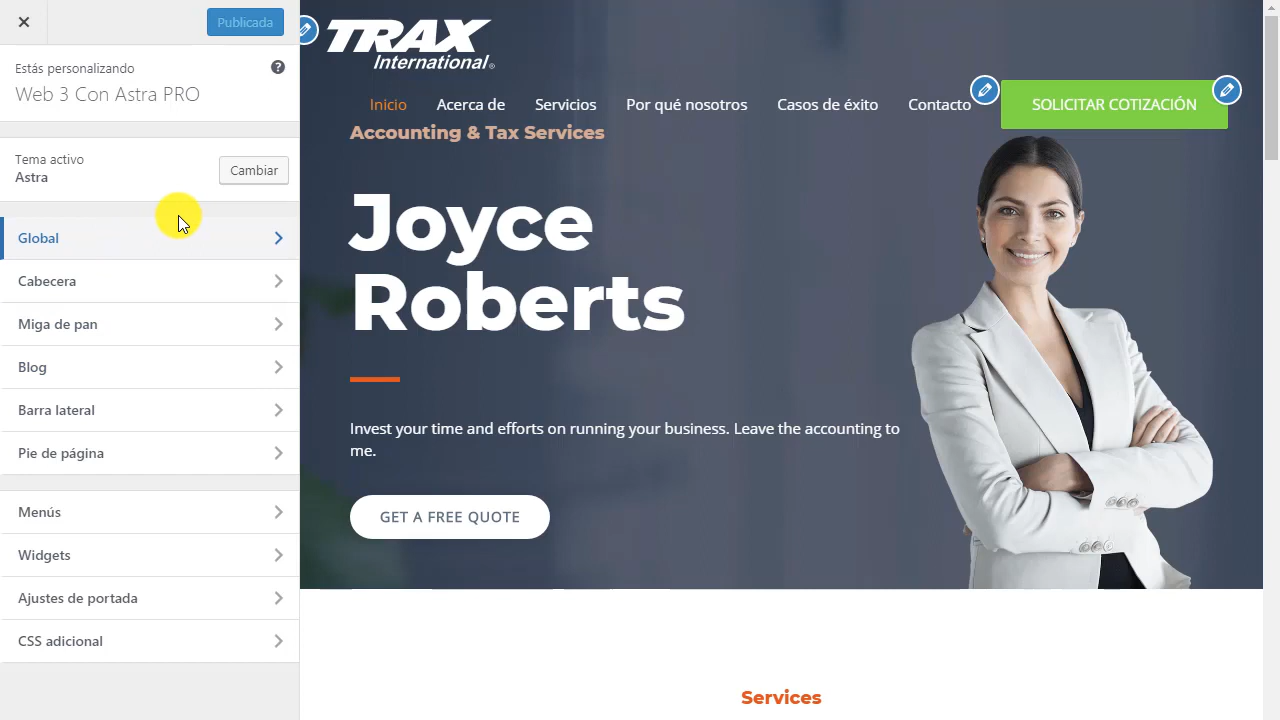 Publicada
Estás personalizando
Web 3 Con Astra PRO
Tema activo
Astra
Cambiar
Global
Cabecera
Miga de pan
Blog
Barra lateral
Pie de página
Menús
Widgets
Ajustes de portada
CSS adicional
TRAX
International®
Inicio Acerca de Servicios Por qué nosotros Casos de éxito Contacto SOLICITAR COTIZACIÓN
Accounting & Tax Services
Joyce
Roberts
Invest your time and efforts on running your business. Leave the accounting to
me.
GET A FREE QUOTE
Services